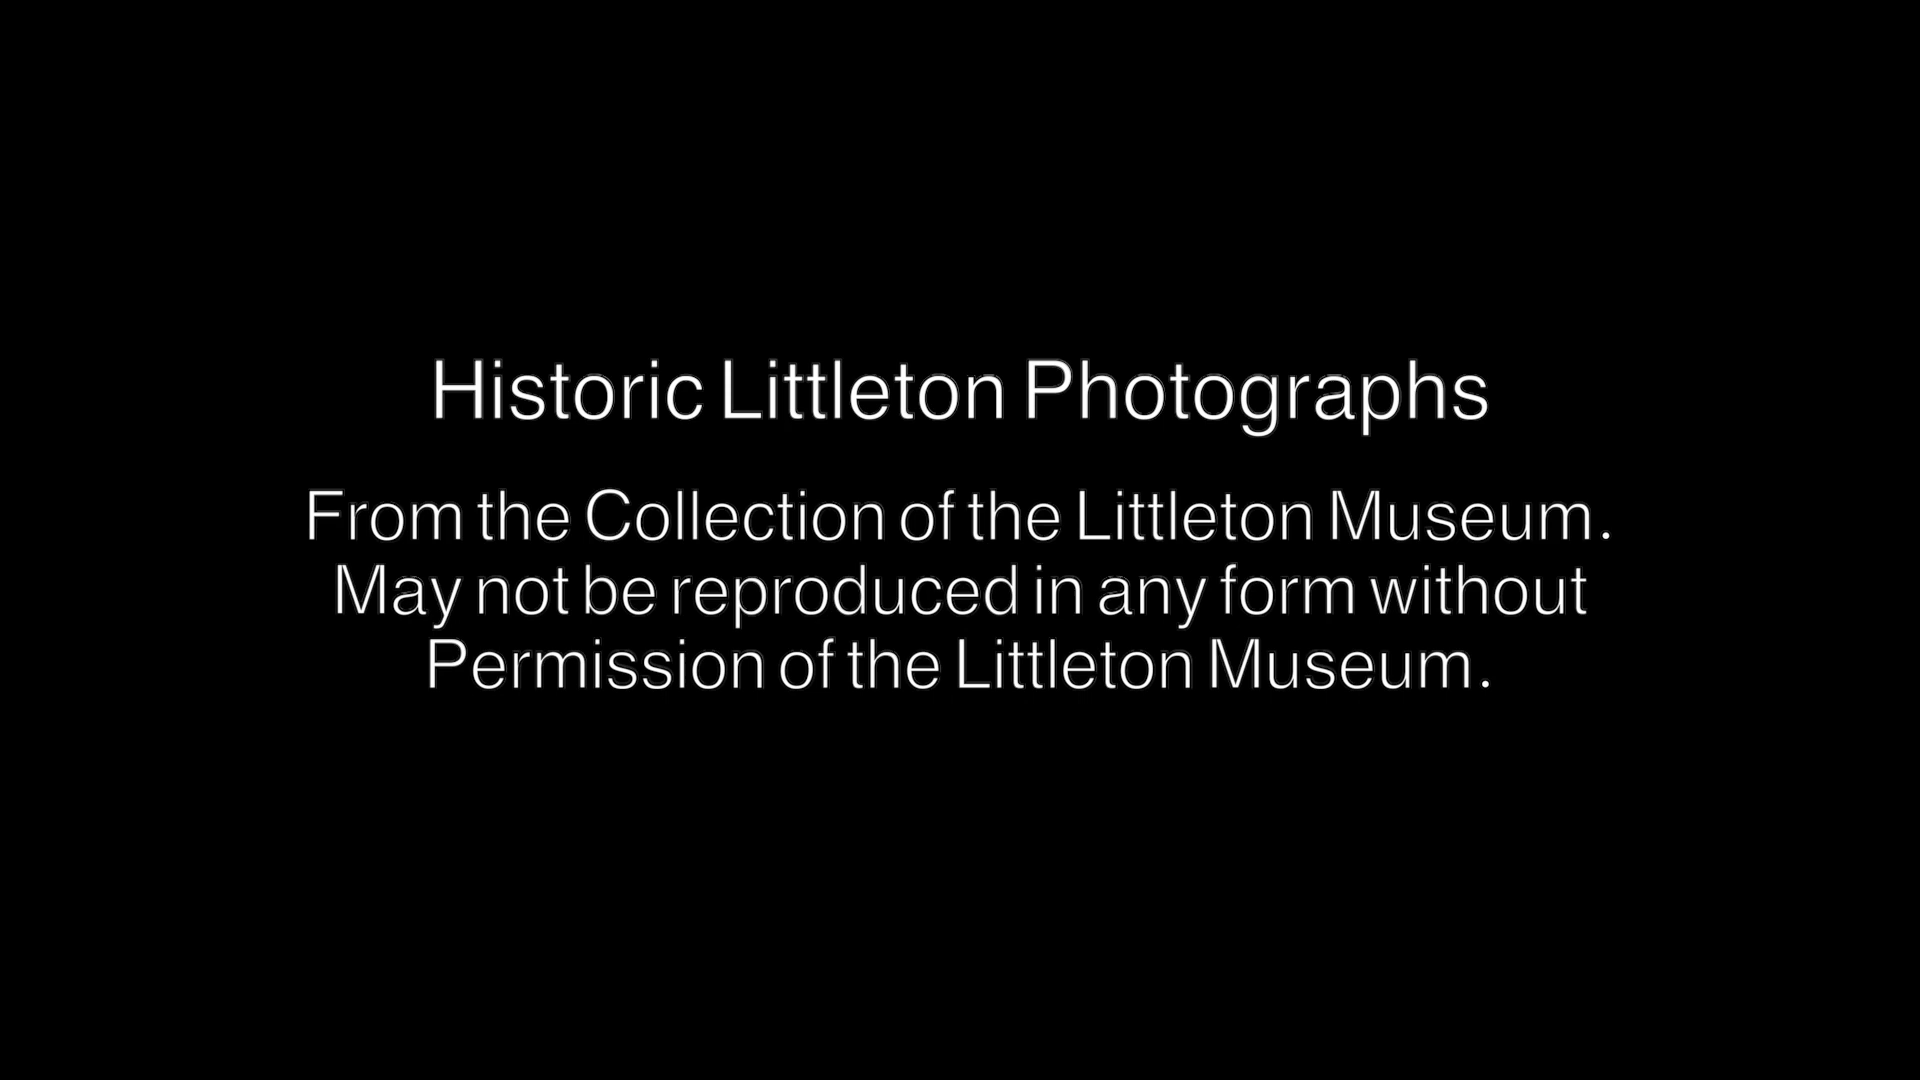 Historic Littleton Photographs
From the Collection of the Littleton Museum.
May not be reproduced in any form without
Permission of the Littleton Museum.